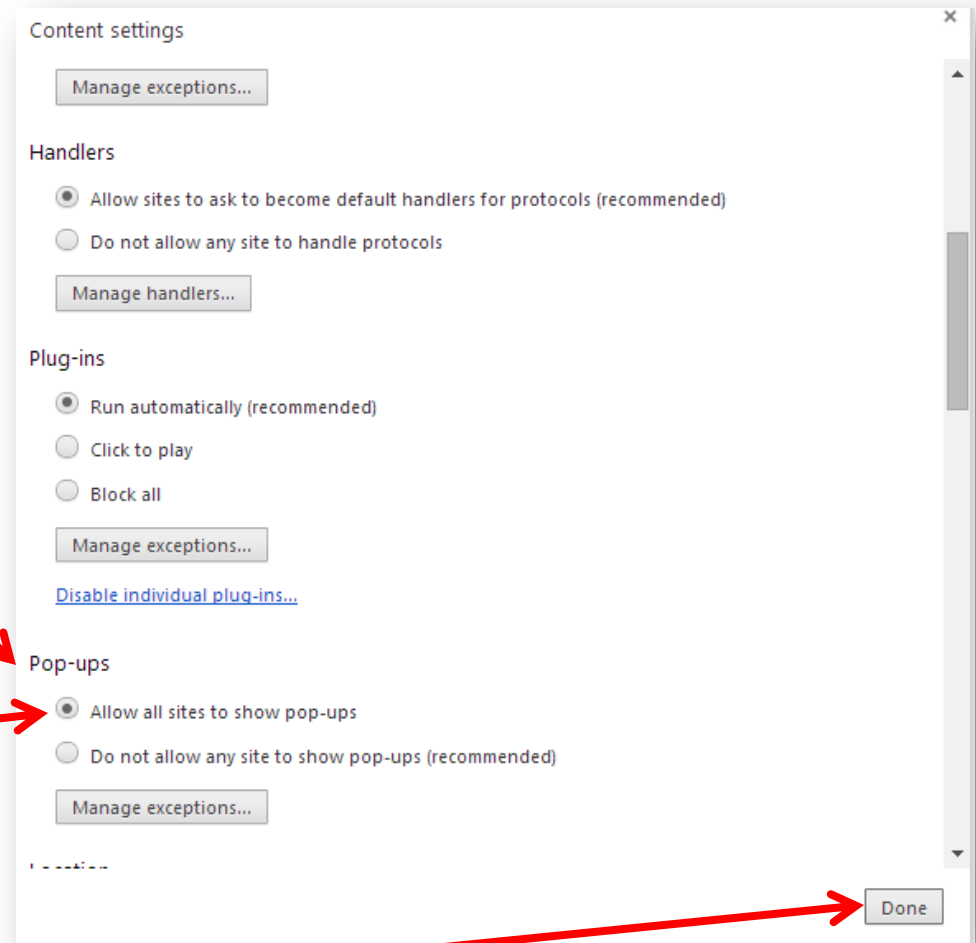 Content settings
Manage exceptions...
Handlers
Allow sites to ask to become default handlers for protocols (recommended)
Do not allow any site to handle protocols
Manage handlers...
Plug-ins
Run automatically (recommended)
Click to play
Block all
Manage exceptions...
Disable individual plug-ins...
Pop-ups
Allow all sites to show pop-ups
Do not allow any site to show pop-ups (recommended)
Manage exceptions...
Done